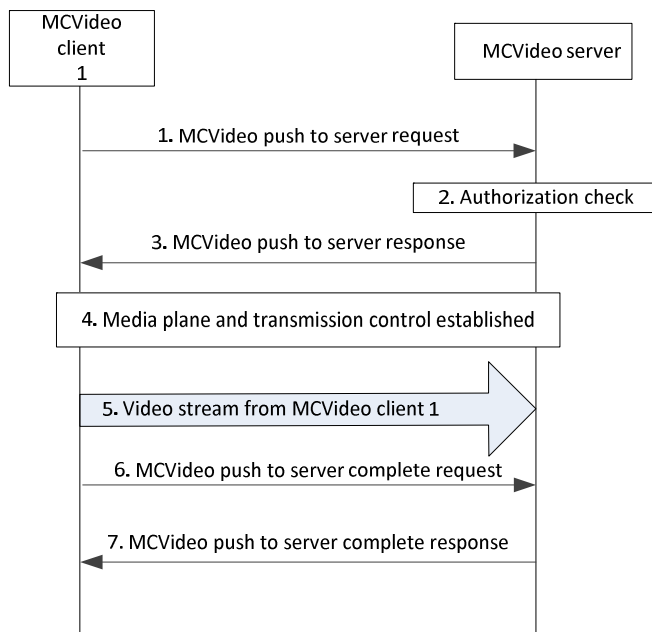 MCVideo
client
1
MCVideo server
1. MCVideo push to server request
2. Authorization check
3. MCVideo push to server response
4. Media plane and transmission control established
5. Video stream from MCVideo client 1
6. MCVideo push to server complete request
7. MCVideo push to server complete response